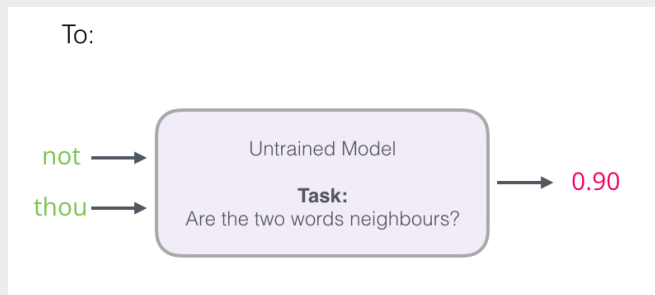 To:
Untrained Model
not
Task:
0.90
thou
Are the two words neighbours?